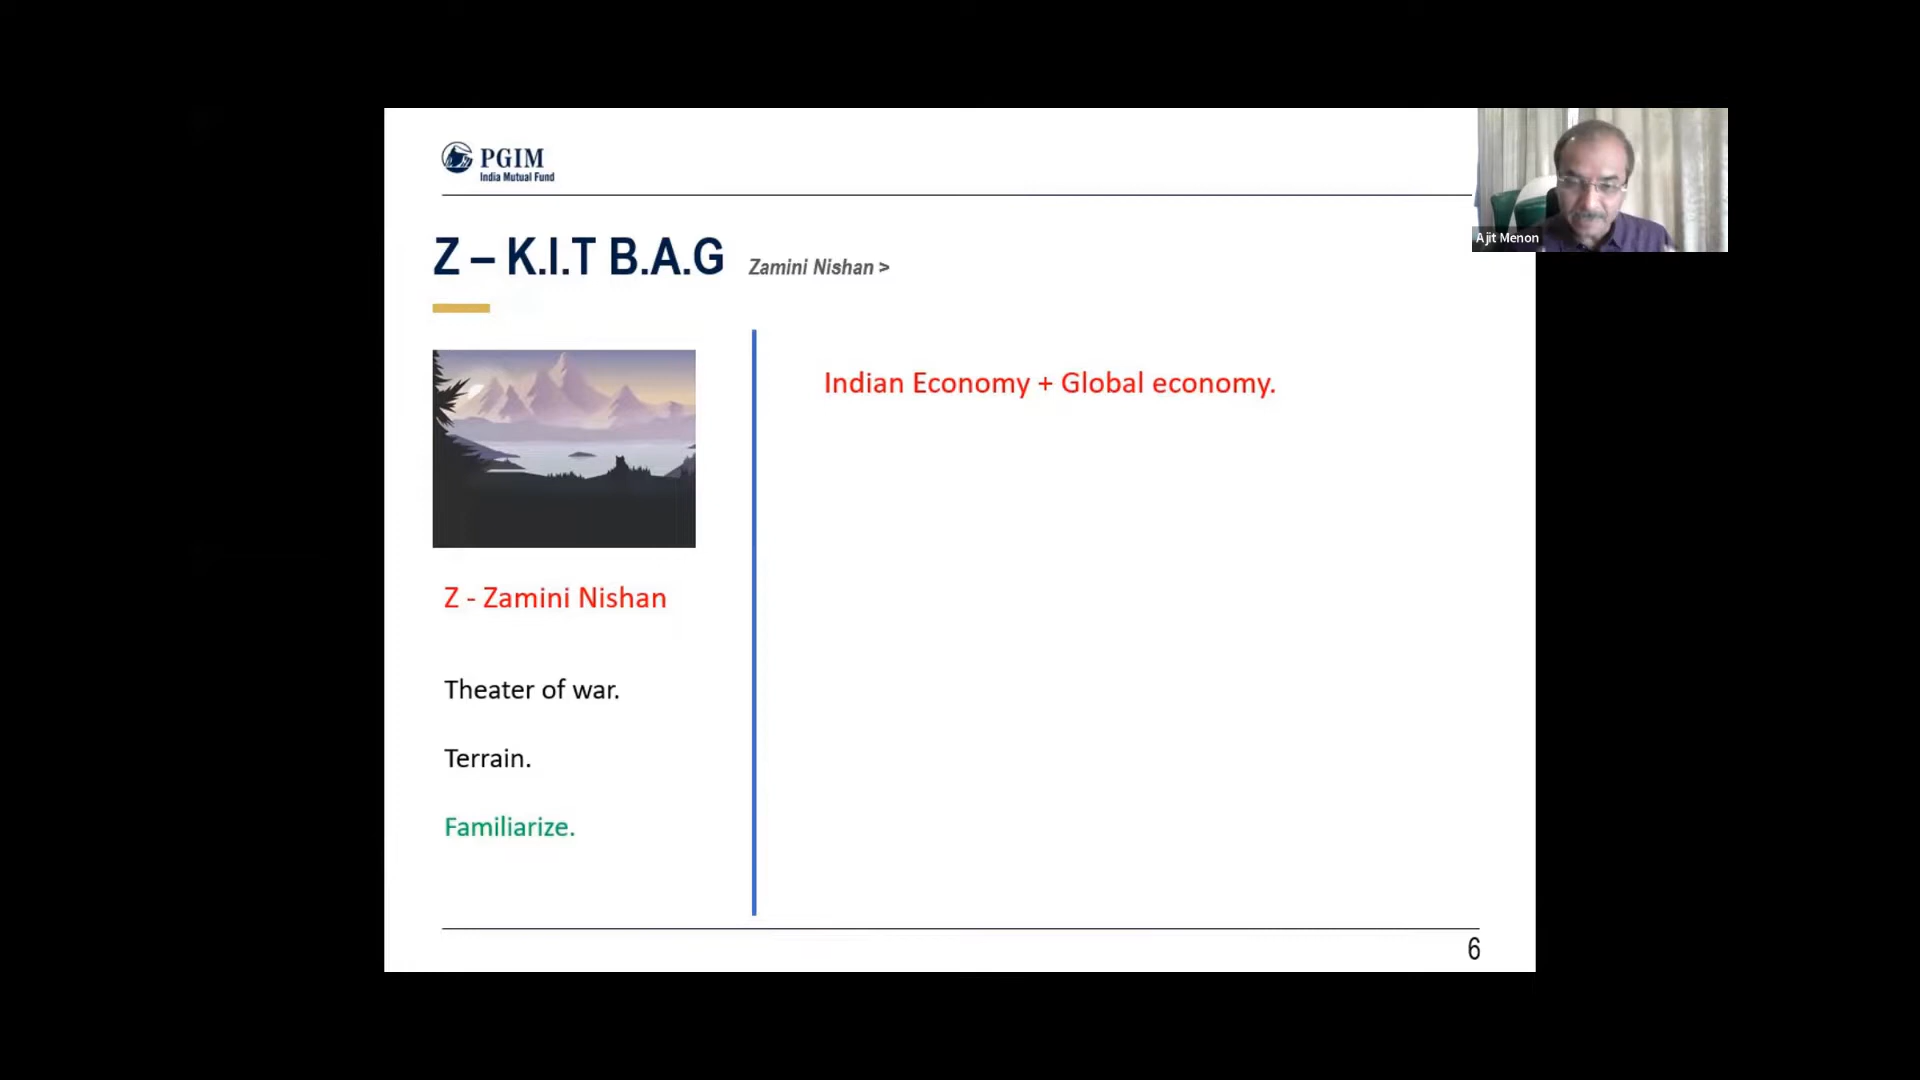 PGIM
India Mutual Fund
Ajit Menon
Z – K.I.T B.A.G Zamini Nishan >
Indian Economy + Global economy.
Z - Zamini Nishan
Theater of war.
Terrain.
Familiarize.
6